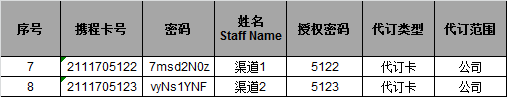 序号 携程卡号 密码 姓名 授权密码 代订类型 代订范围
Staff Name
7 2111705122 7msd2N0z 渠道1 5122 代订卡 公司
8 2111705123 vyNs1YNF 渠道2 5123 代订卡 公司